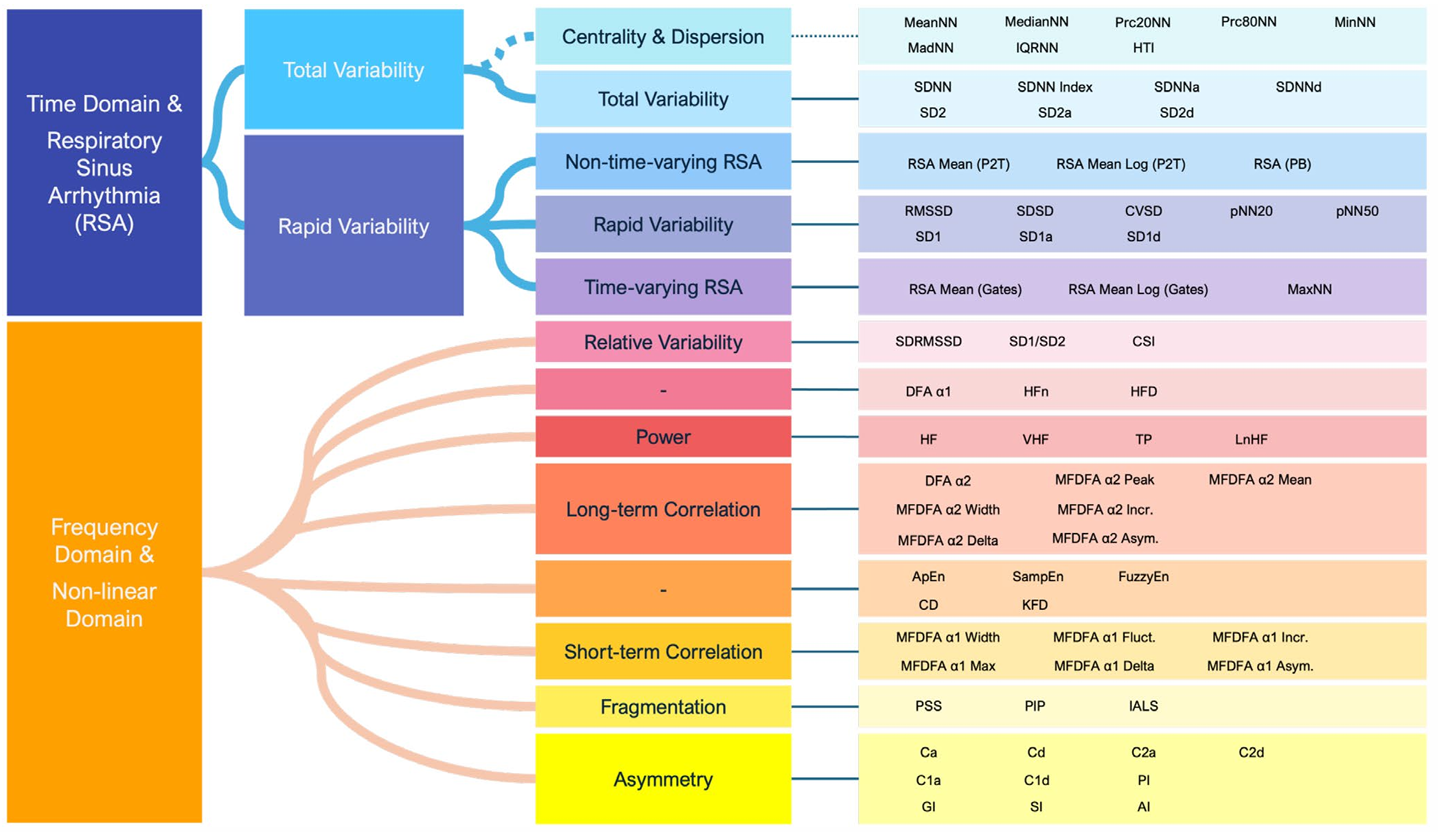 Time Domain &
Respiratory
Sinus
Arrhythmia
(RSA)
Total Variability
Rapid Variability
Centrality & Dispersion
MeanNN MedianNN Prc20NN Prc80NN MinNN
MadNN IQRNN HTI
Total Variability
SDNN SDNN Index SDNNa SDNNd
SD2 SD2a SD2d
Non-time-varying RSA
RSA Mean (P2T) RSA Mean Log (P2T) RSA (PB)
Rapid Variability
RMSSD SDSD CVSD pNN20 pNN50
SD1 SD1a SD1d
Time-varying RSA
RSA Mean (Gates) RSA Mean Log (Gates) MaxNN
Frequency
Domain &
Non-linear
Domain
Relative Variability
SDRMSSD SD1/SD2 CSI
-
DFA α1 HFn HFD
Power
HF VHF TP LnHF
Long-term Correlation
DFA α2 MFDFA α2 Peak MFDFA α2 Mean
MFDFA α2 Width MFDFA α2 Incr.
MFDFA α2 Delta MFDFA α2 Asym.
-
ApEn SampEn FuzzyEn
CD KFD
Short-term Correlation
MFDFA α1 Width MFDFA α1 Fluct. MFDFA α1 Incr.
MFDFA α1 Max MFDFA α1 Delta MFDFA α1 Asym.
Fragmentation
PSS PIP IALS
Asymmetry
Ca Cd C2a C2d
C1a C1d PI
GI SI AI